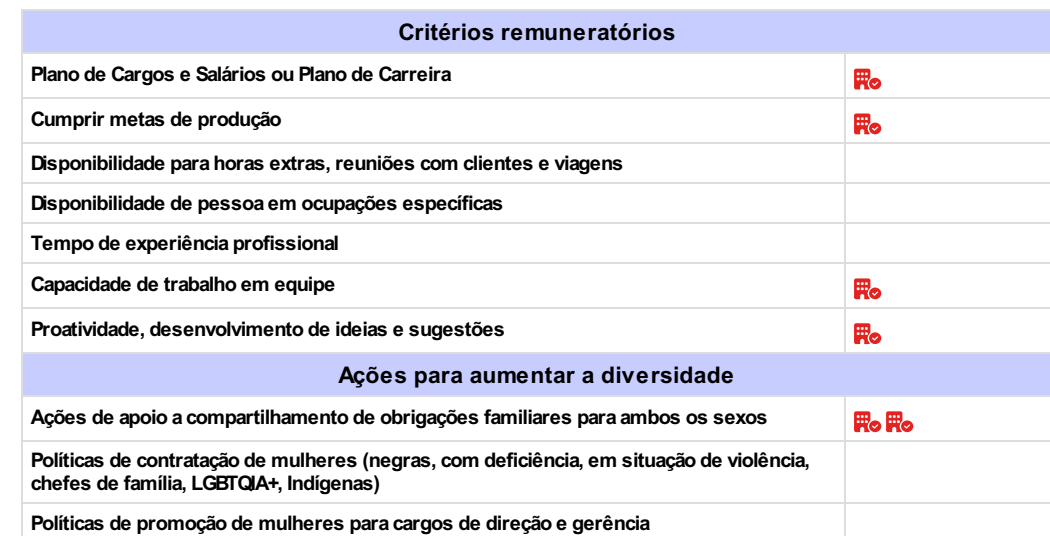 Critérios remuneratórios
Plano de Cargos e Salários ou Plano de Carreira
Cumprir metas de produção
Disponibilidade para horas extras, reuniões com clientes e viagens
Disponibilidade de pessoa em ocupações específicas
Tempo de experiência profissional
Capacidade de trabalho em equipe
Proatividade, desenvolvimento de ideias e sugestões
Ações para aumentar a diversidade
Ações de apoio a compartilhamento de obrigações familiares para ambos os sexos
Políticas de contratação de mulheres (negras, com deficiência, em situação de violência,
chefes de família, LGBTQIA+, Indígenas)
Políticas de promoção de mulheres para cargos de direção e gerência